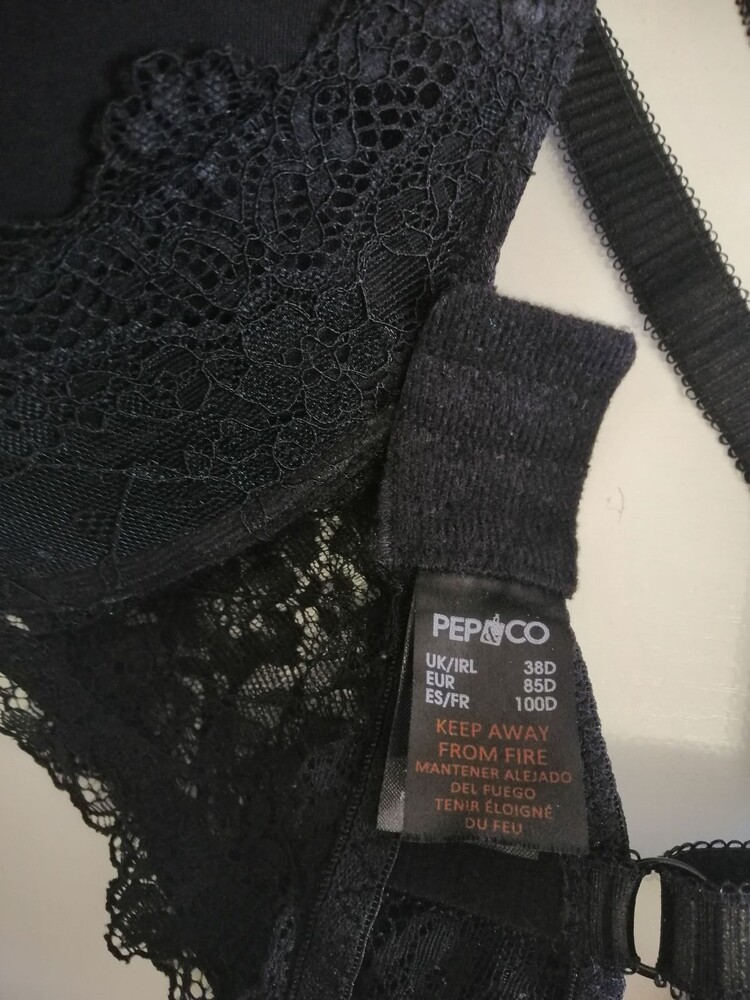 PEP&CO
UK/IRL 38D
EUR 85D
ES/FR 100D
KEEP AWAY
FROM FIRE
MANTENER ALEJADO
DEL FUEGO
TENIR ÉLOIGNÉ
DU FEU